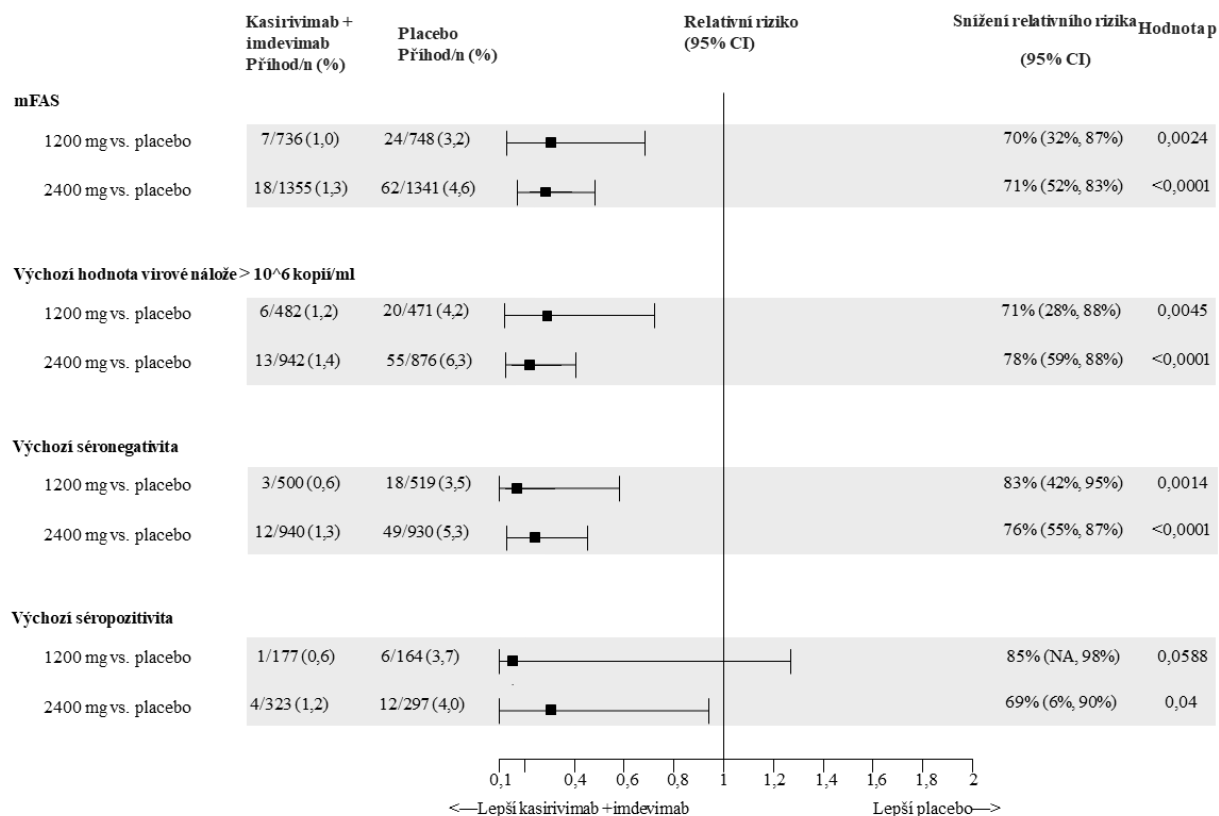 Kasirivimab + imdevimab Příhod/n (%) Placebo Příhod/n (%) Relativní riziko (95% CI) Snížení relativního rizika (95% CI) Hodnota p
mFAS
1200 mg vs. placebo 7/736 (1,0) 24/748 (3,2) 70% (32%, 87%) 0,0024
2400 mg vs. placebo 18/1355 (1,3) 62/1341 (4,6) 71% (52%, 83%) <0,0001
Výchozí hodnota virové nálože > 10^6 kopií/ml
1200 mg vs. placebo 6/482 (1,2) 20/471 (4,2) 71% (28%, 88%) 0,0045
2400 mg vs. placebo 13/942 (1,4) 55/876 (6,3) 78% (59%, 88%) <0,0001
Výchozí séronegativita
1200 mg vs. placebo 3/500 (0,6) 18/519 (3,5) 83% (42%, 95%) 0,0014
2400 mg vs. placebo 12/940 (1,3) 49/930 (5,3) 76% (55%, 87%) <0,0001
Výchozí séropozitivita
1200 mg vs. placebo 1/177 (0,6) 6/164 (3,7) 85% (NA, 98%) 0,0588
2400 mg vs. placebo 4/323 (1,2) 12/297 (4,0) 69% (6%, 90%) 0,04
0,1 0,4 0,6 0,8 1 1,2 1,4 1,6 1,8 2
<—Lepší kasirivimab +imdevimab Lepší placebo—>